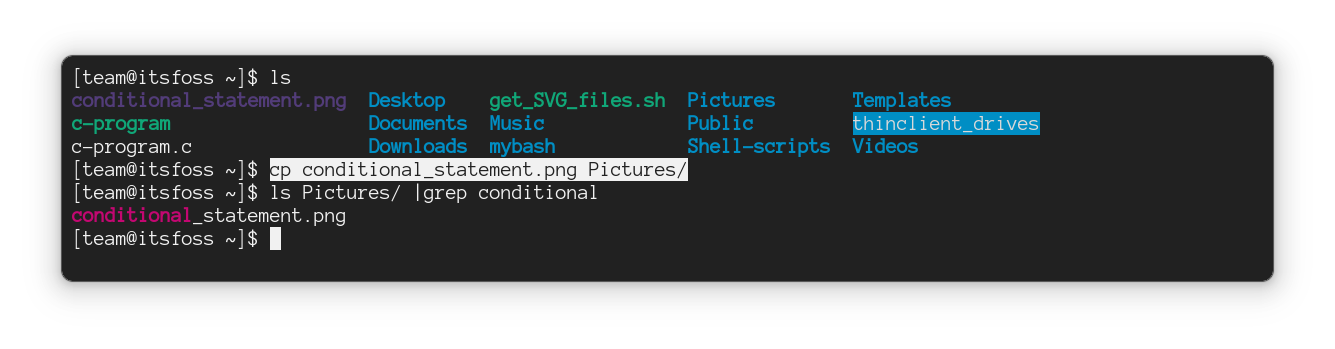 [team@itsfoss ~]$ ls
conditional_statement.png  Desktop    get_SVG_files.sh  Pictures       Templates
c-program                  Documents  Music             Public         thinclient_drives
c-program.c                Downloads  mybash            Shell-scripts  Videos
[team@itsfoss ~]$ cp conditional_statement.png Pictures/
[team@itsfoss ~]$ ls Pictures/ |grep conditional
conditional_statement.png
[team@itsfoss ~]$